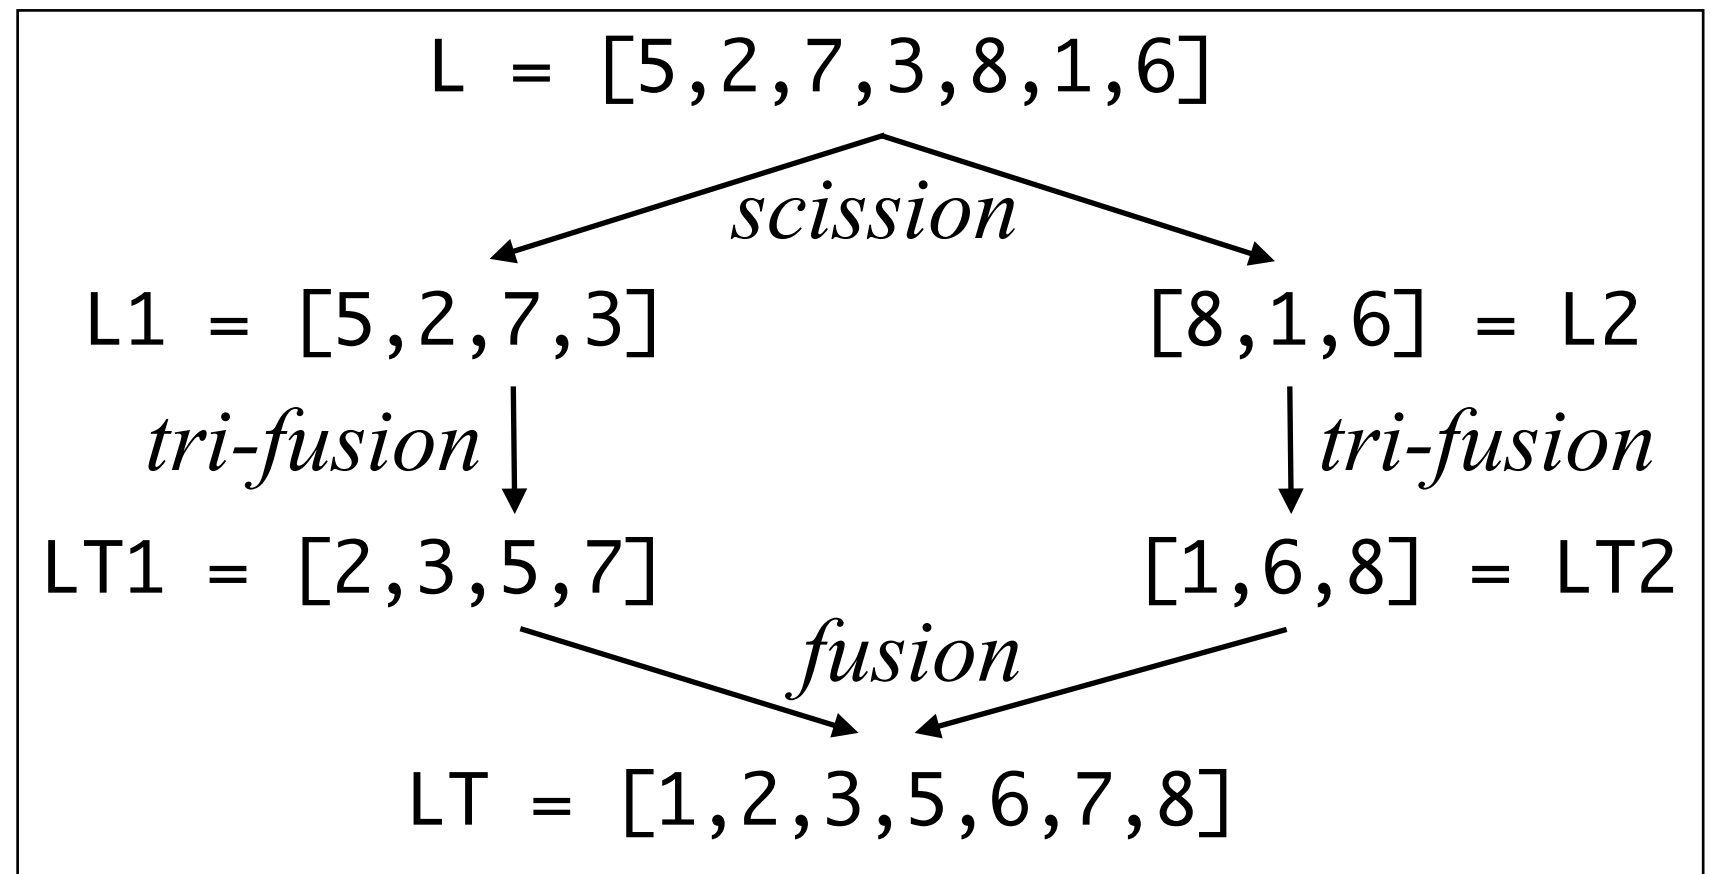 L = [5,2,7,3,8,1,6]
scission
L1 = [5,2,7,3] [8,1,6] = L2
tri-fusion tri-fusion
LT1 = [2,3,5,7] [1,6,8] = LT2
fusion
LT = [1,2,3,5,6,7,8]